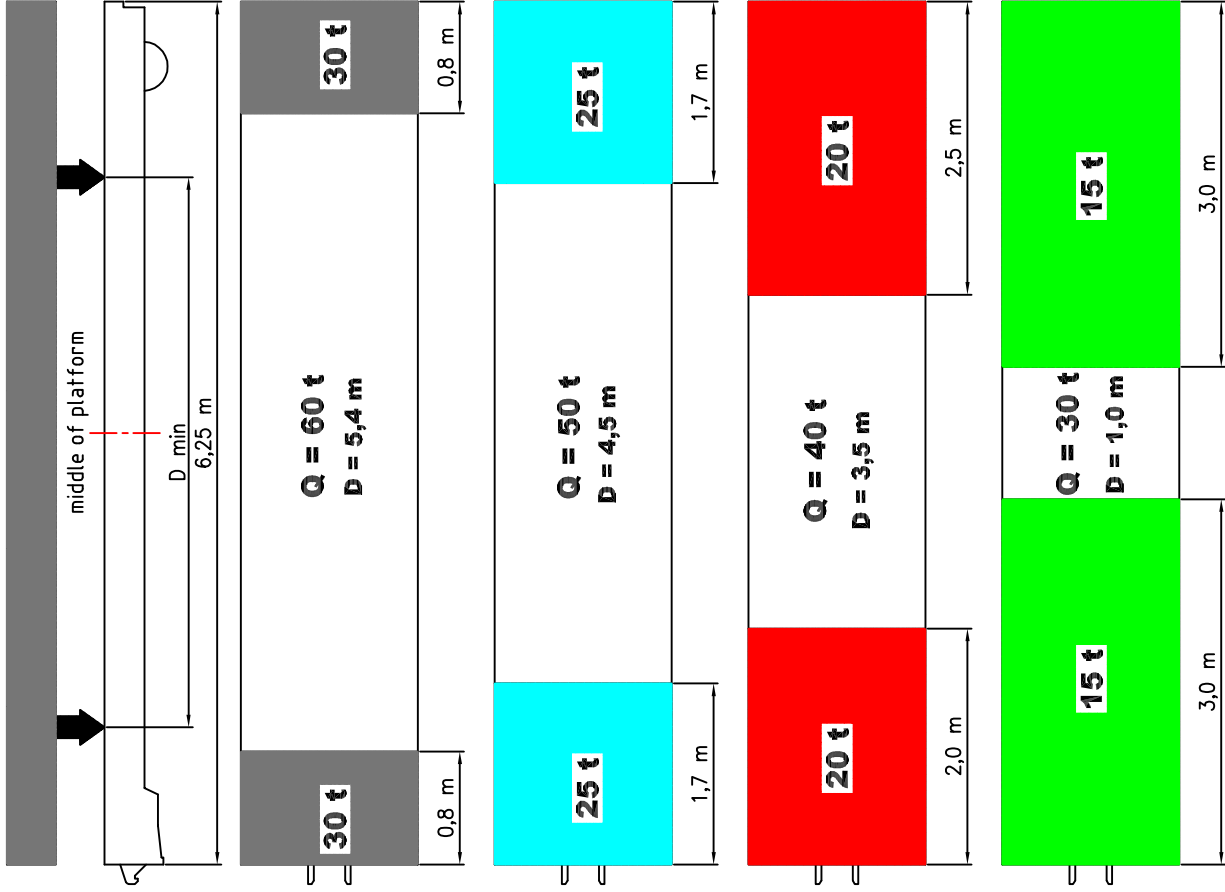 middle of platform
D min
6,25 m
30 t
0,8 m
Q = 60 t
D = 5,4 m
30 t
0,8 m
25 t
1,7 m
Q = 50 t
D = 4,5 m
25 t
1,7 m
20 t
2,5 m
Q = 40 t
D = 3,5 m
20 t
2,0 m
15 t
3,0 m
Q = 30 t
D = 1,0 m
15 t
3,0 m